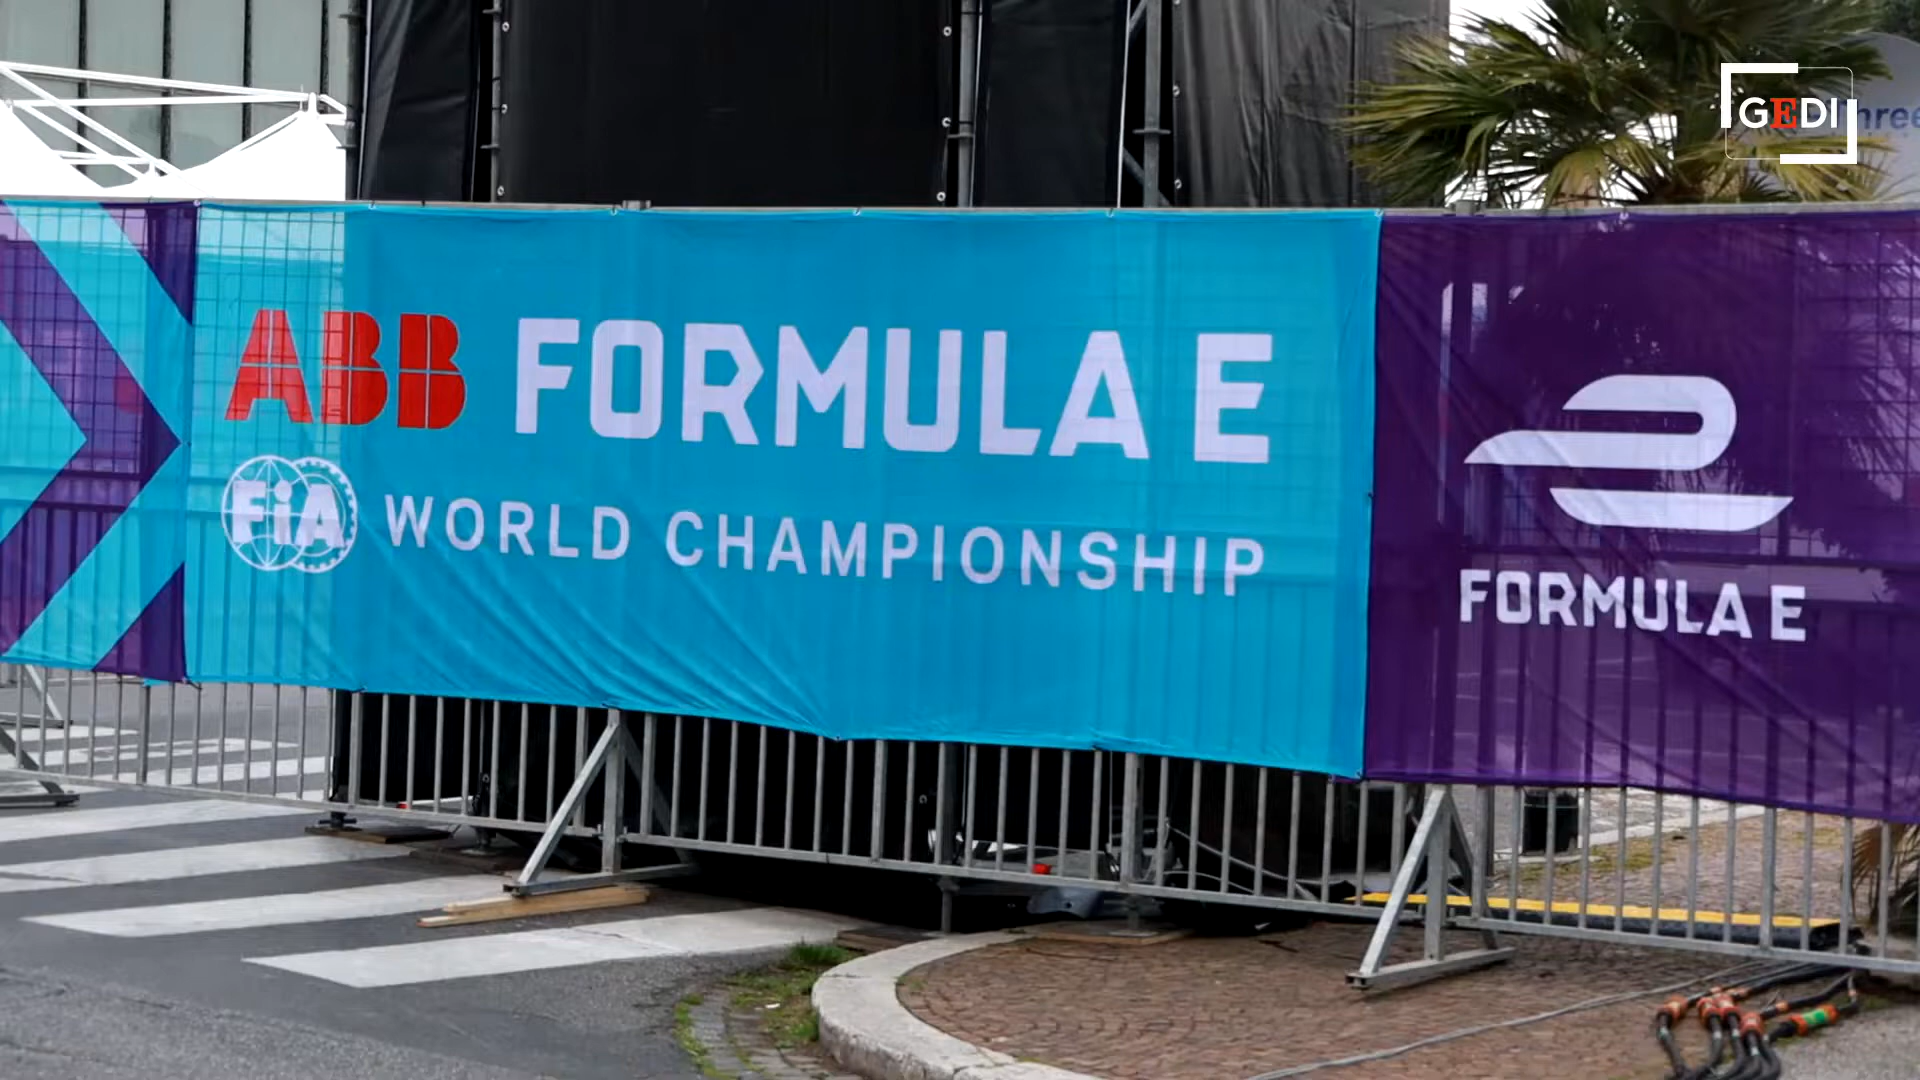 GEDI
ABB FORMULA E
FIA WORLD CHAMPIONSHIP
FORMULA E